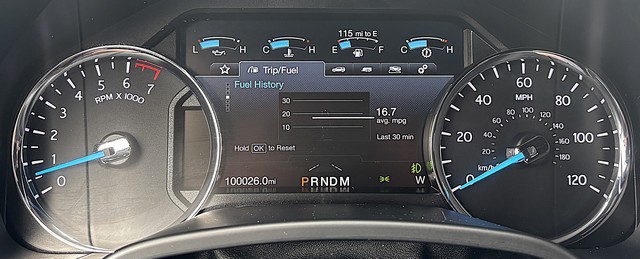 115 mi to E
L H C H E F C H
Trip/Fuel
Fuel History
30
20
10
16.7
avg. mpg
Last 30 min
Hold OK to Reset
100026.0mi
PRNDM
W
0 1 2 3 4 5 6 7
RPM X 1000
0 20 40 60 80 100 120
MPH
20 40 60 80 100 120 140 160 180
km/h